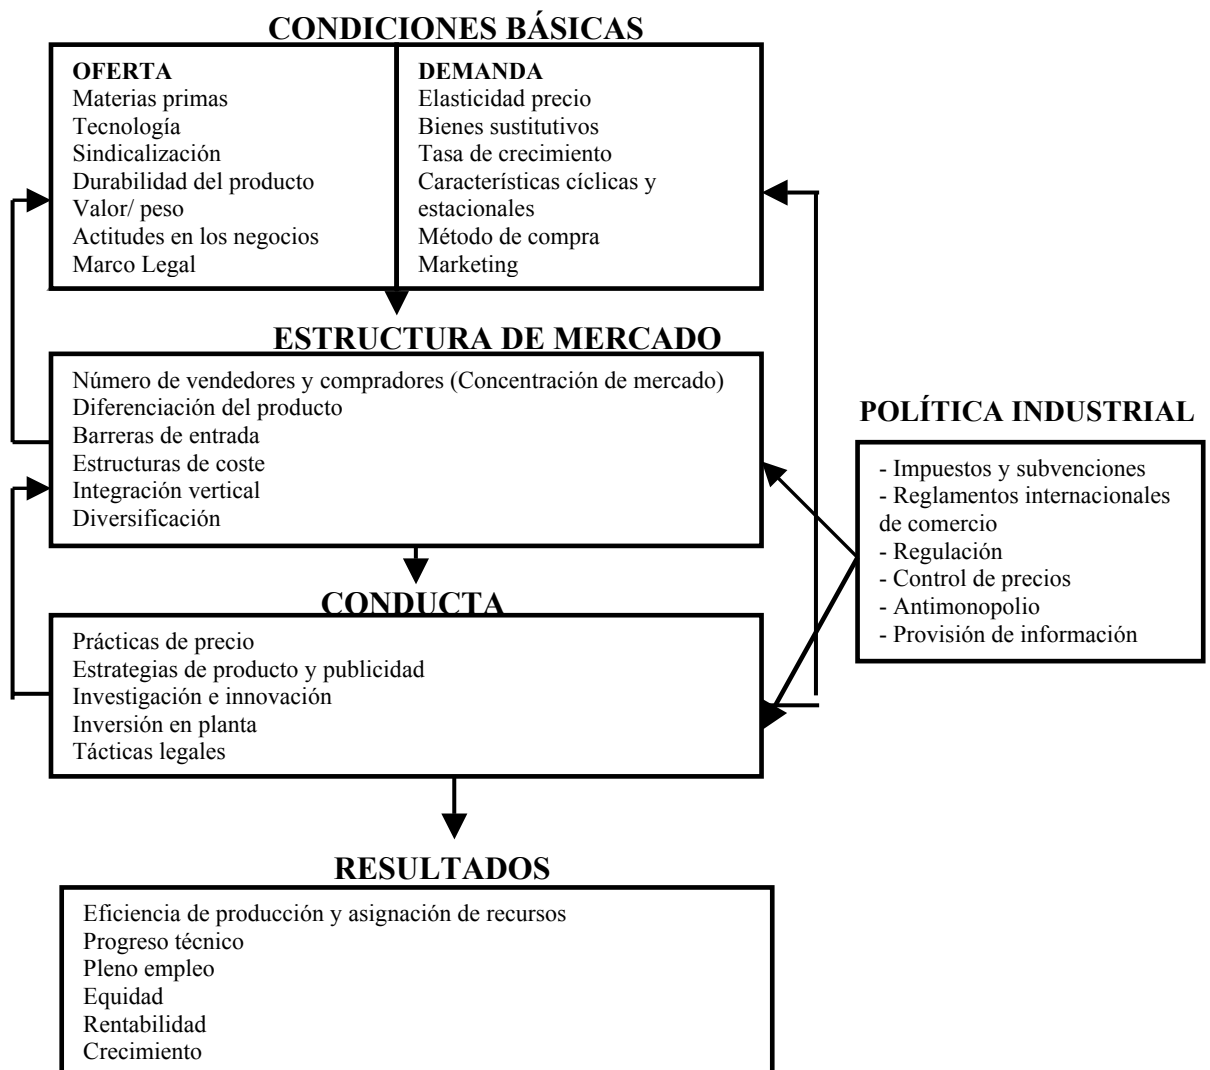 CONDICIONES BÁSICAS
OFERTA
Materias primas
Tecnología
Sindicalización
Durabilidad del producto
Valor/ peso
Actitudes en los negocios
Marco Legal
DEMANDA
Elasticidad precio
Bienes sustitutivos
Tasa de crecimiento
Características cíclicas y
estacionales
Método de compra
Marketing
ESTRUCTURA DE MERCADO
Número de vendedores y compradores (Concentración de mercado)
Diferenciación del producto
Barreras de entrada
Estructuras de coste
Integración vertical
Diversificación
POLÍTICA INDUSTRIAL
- Impuestos y subvenciones
- Reglamentos internacionales
de comercio
- Regulación
- Control de precios
- Antimonopolio
- Provisión de información
CONDUCTA
Prácticas de precio
Estrategias de producto y publicidad
Investigación e innovación
Inversión en planta
Tácticas legales
RESULTADOS
Eficiencia de producción y asignación de recursos
Progreso técnico
Pleno empleo
Equidad
Rentabilidad
Crecimiento